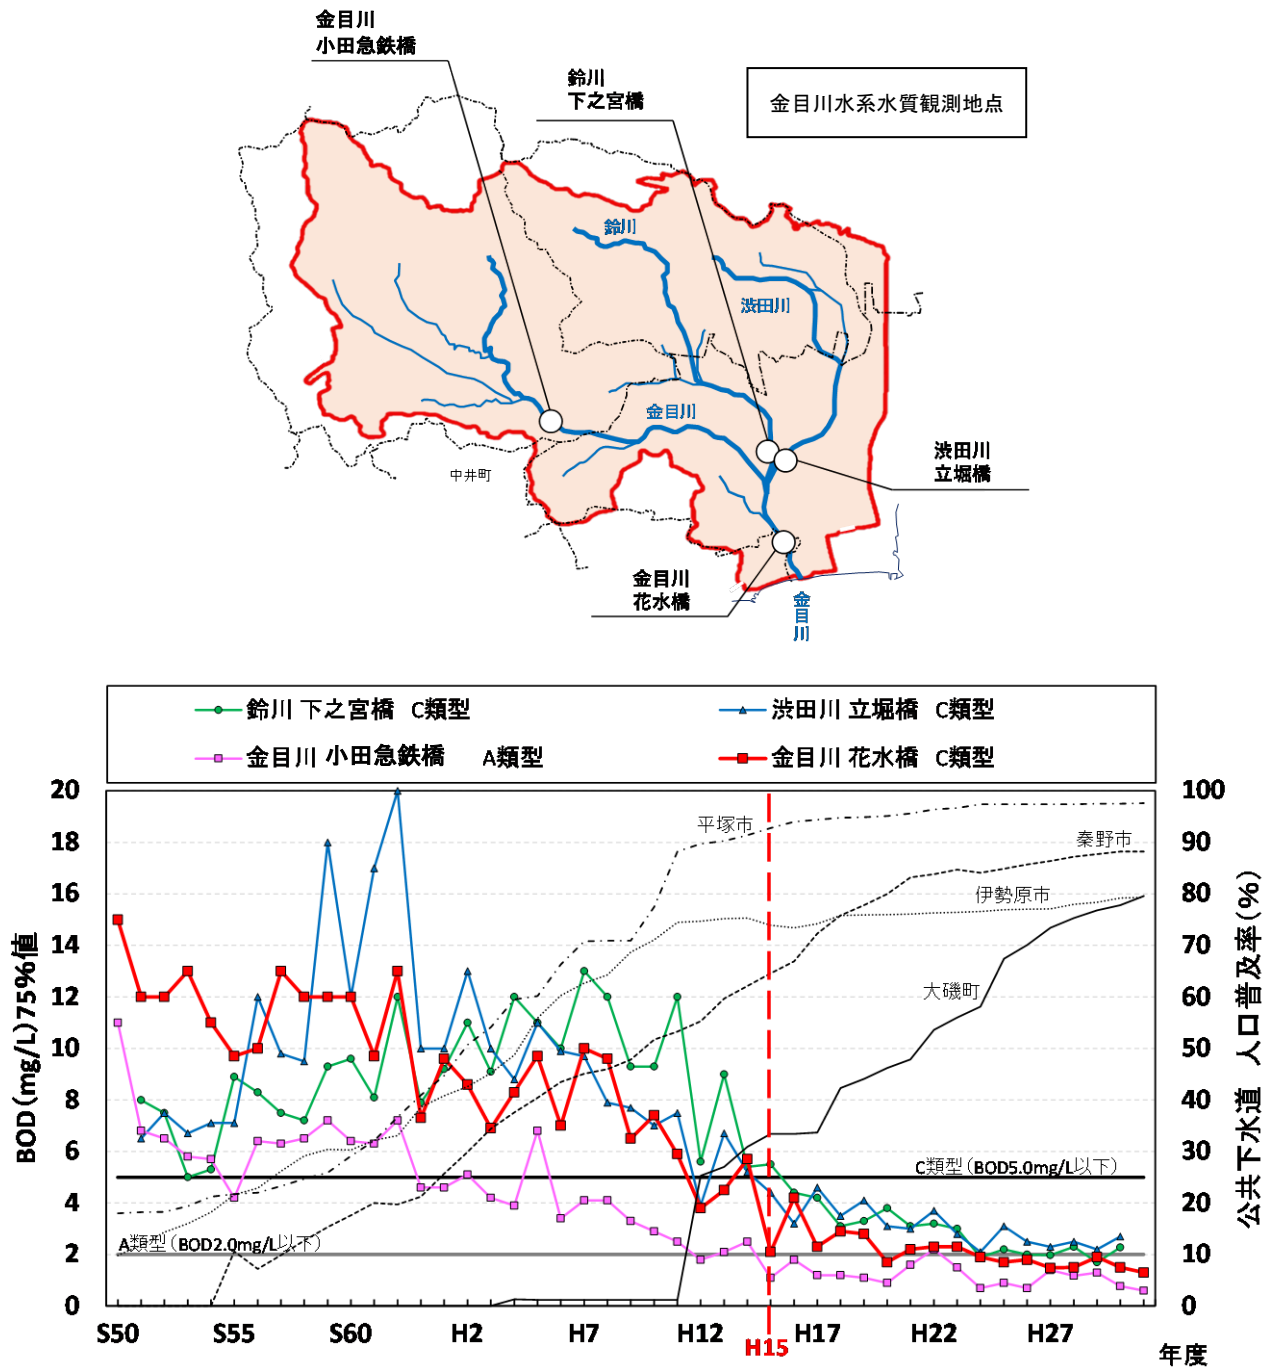 金目川
小田急鉄橋
鈴川
下之宮橋
金目川水系水質観測地点
鈴川
渋田川
金目川
渋田川
立堀橋
中井町
金目川
花水橋
金目川
鈴川 下之宮橋 C類型
渋田川 立堀橋 C類型
金目川 小田急鉄橋 A類型
金目川 花水橋 C類型
BOD(mg/L)75%値
20
18
16
14
12
10
8
6
4
2
0
100
90
80
70
60
50
40
30
20
10
0
公共下水道 人口普及率(%)
平塚市
秦野市
伊勢原市
大磯町
C類型(BOD5.0mg/L以下)
A類型(BOD2.0mg/L以下)
S50 S55 S60 H2 H7 H12 H15 H17 H22 H27
年度